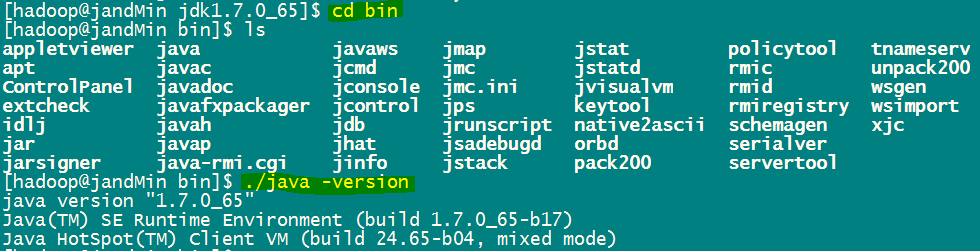 [hadoop@jandMin jdk1.7.0_65]$ cd bin
[hadoop@jandMin bin]$ ls
appletviewer java javaws jmap jstat policytool tnameserv
apt javac jcmd jmc jstatd rmic unpack200
ControlPanel javadoc jconsole jmc.ini jvisualvm rmid wsgen
extcheck javafxpackager jcontrol jps keytool rmiregistry wsimport
idlj javah jdb jrunscript native2ascii schemagen xjc
jar javap jhat jsadebugd orbd serialver
jarsigner java-rmi.cgi jinfo jstack pack200 servertool
[hadoop@jandMin bin]$ ./java -version
java version "1.7.0_65"
Java(TM) SE Runtime Environment (build 1.7.0_65-b17)
Java HotSpot(TM) Client VM (build 24.65-b04, mixed mode)